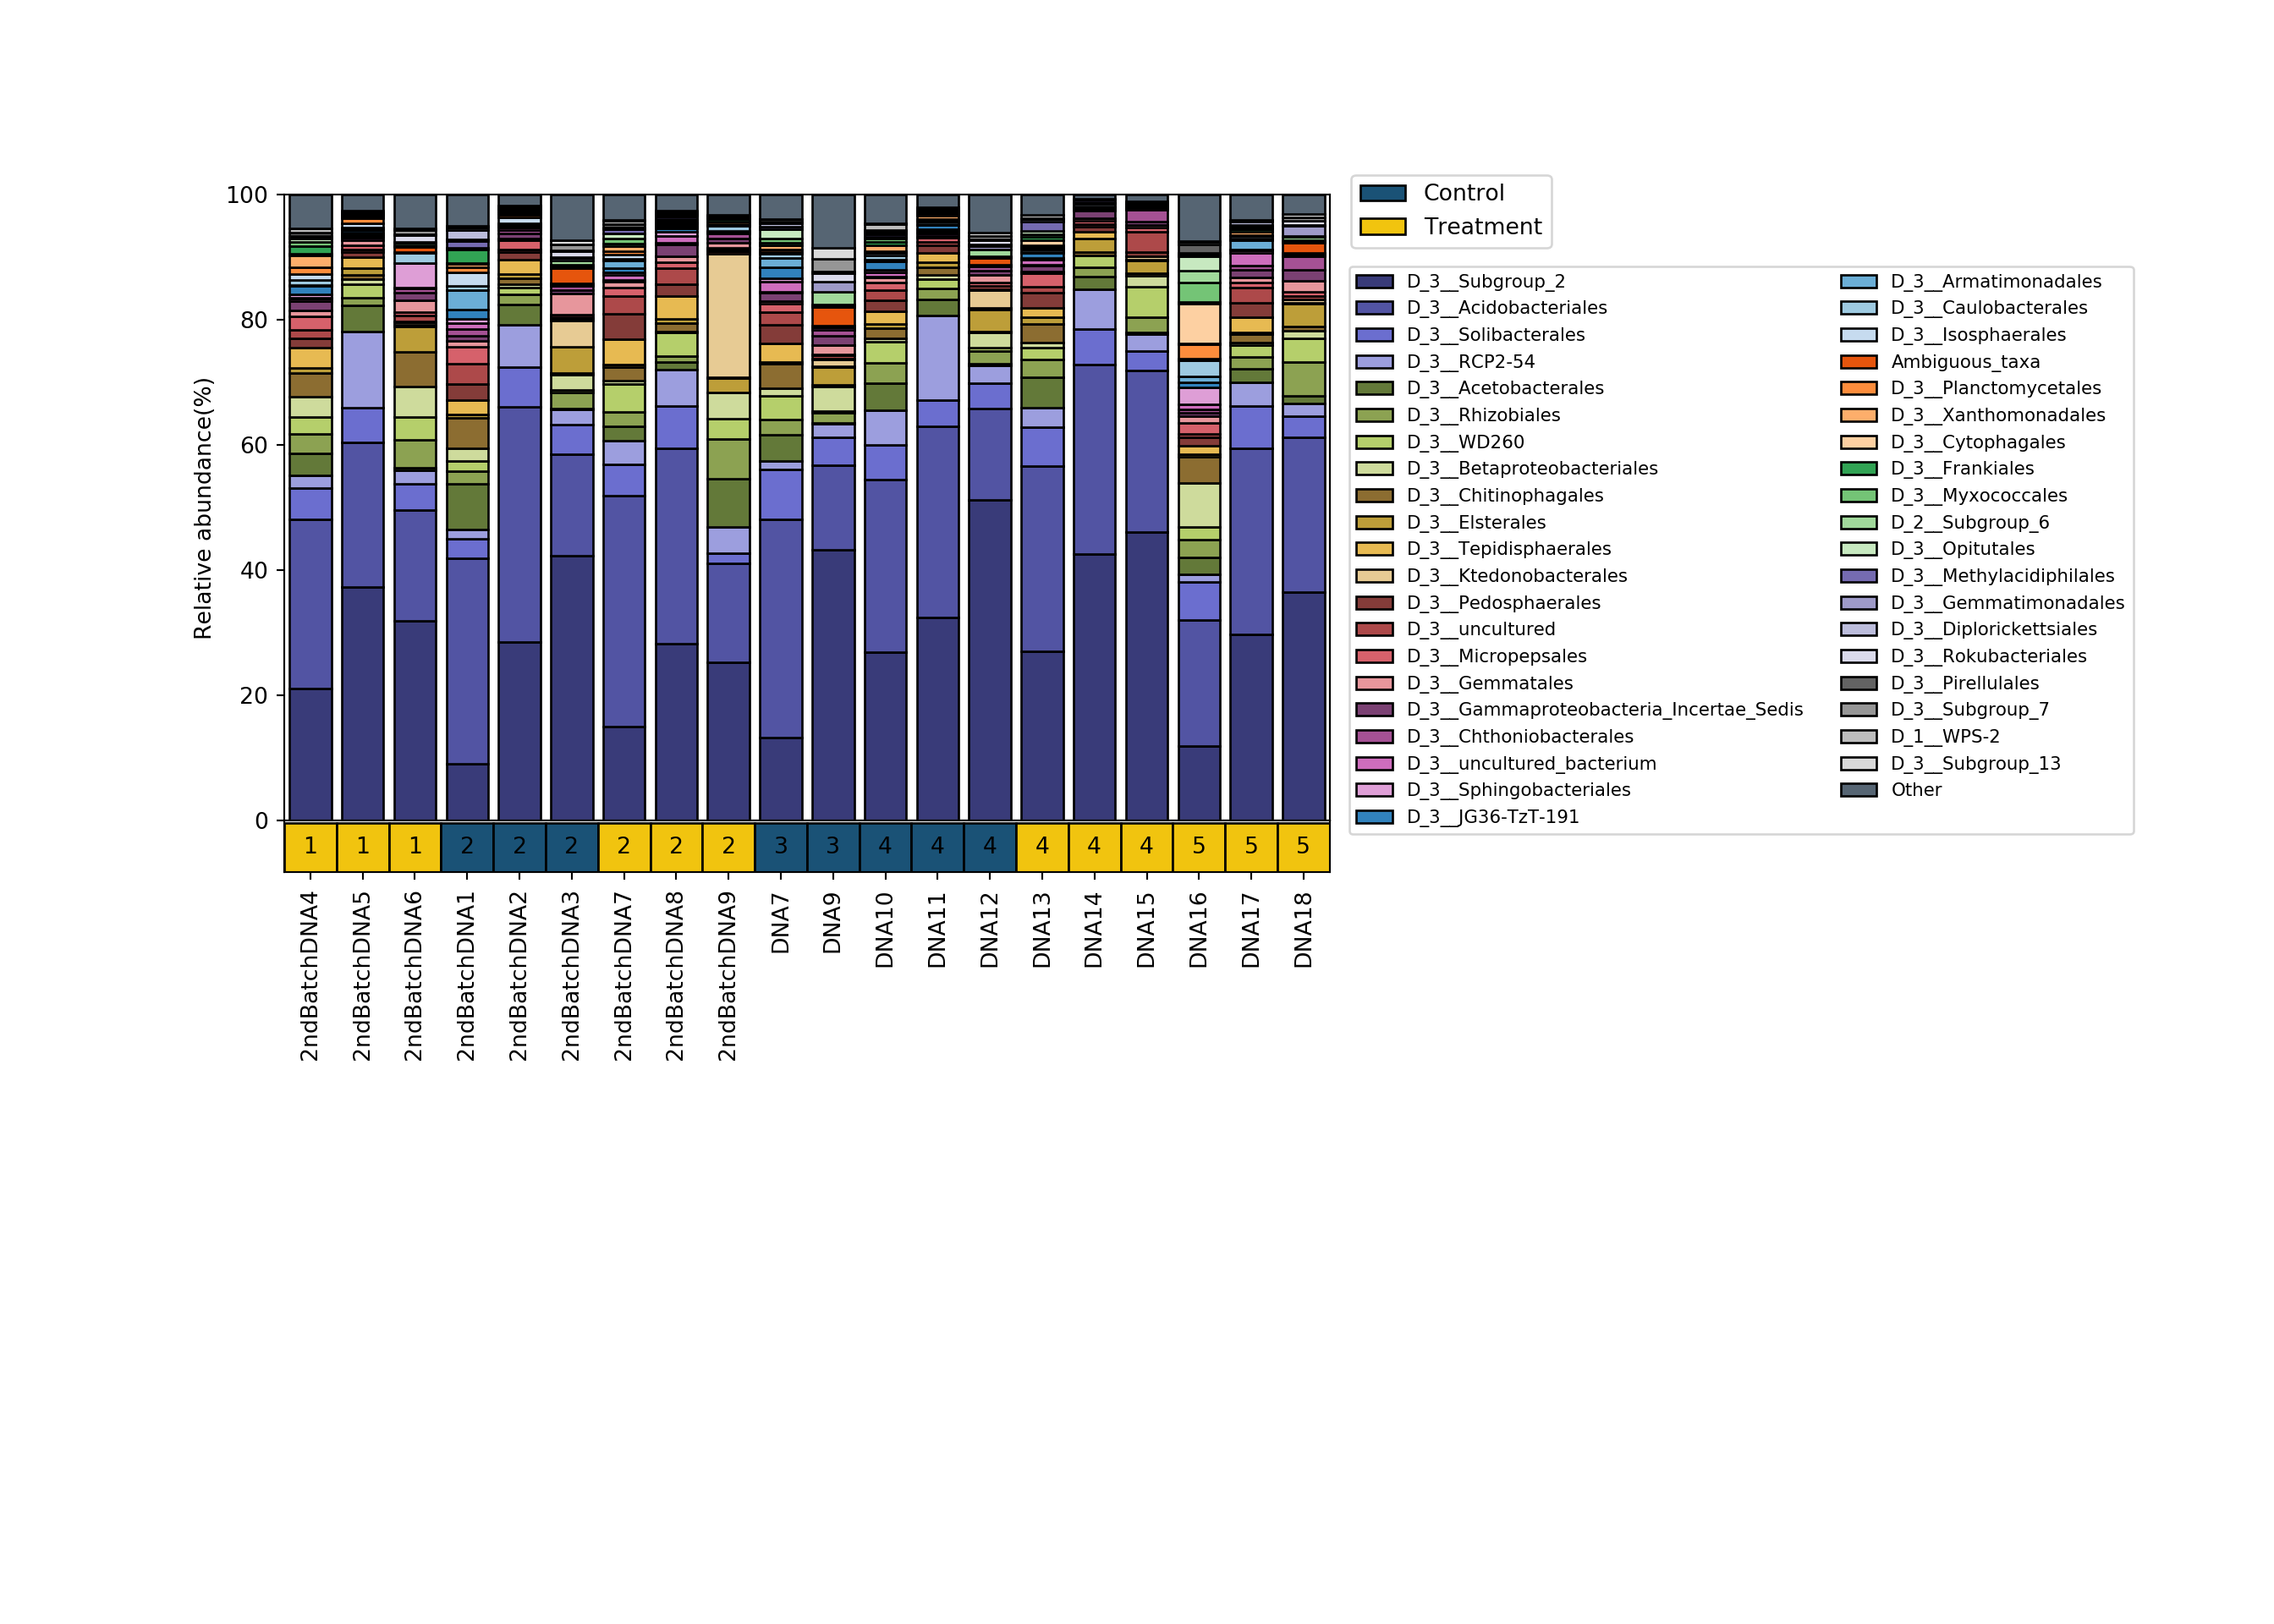 100
80
60
40
20
0
Relative abundance(%)
1 1 1 2 2 2 2 2 2 3 3 4 4 4 4 4 4 5 5 5
2ndBatchDNA4
2ndBatchDNA5
2ndBatchDNA6
2ndBatchDNA1
2ndBatchDNA2
2ndBatchDNA3
2ndBatchDNA7
2ndBatchDNA8
2ndBatchDNA9
DNA7
DNA9
DNA10
DNA11
DNA12
DNA13
DNA14
DNA15
DNA16
DNA17
DNA18
Control
Treatment
D_3__Subgroup_2
D_3__Acidobacteriales
D_3__Solibacterales
D_3__RCP2-54
D_3__Acetobacterales
D_3__Rhizobiales
D_3__WD260
D_3__Betaproteobacteriales
D_3__Chitinophagales
D_3__Elsterales
D_3__Tepidisphaerales
D_3__Ktedonobacterales
D_3__Pedosphaerales
D_3__uncultured
D_3__Micropepsales
D_3__Gemmatales
D_3__Gammaproteobacteria_Incertae_Sedis
D_3__Chthoniobacterales
D_3__uncultured_bacterium
D_3__Sphingobacteriales
D_3__JG36-TzT-191
D_3__Armatimonadales
D_3__Caulobacterales
D_3__Isosphaerales
Ambiguous_taxa
D_3__Planctomycetales
D_3__Xanthomonadales
D_3__Cytophagales
D_3__Frankiales
D_3__Myxococcales
D_2__Subgroup_6
D_3__Opitutales
D_3__Methylacidiphilales
D_3__Gemmatimonadales
D_3__Diplorickettsiales
D_3__Rokubacteriales
D_3__Pirellulales
D_3__Subgroup_7
D_1__WPS-2
D_3__Subgroup_13
Other